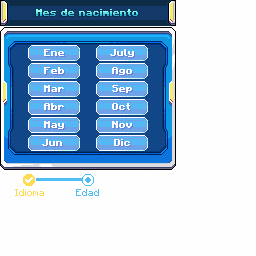 Mes de nacimiento
Ene July
Feb Ago
Mar Sep
Abr Oct
May Nov
Jun Dic
Idioma Edad